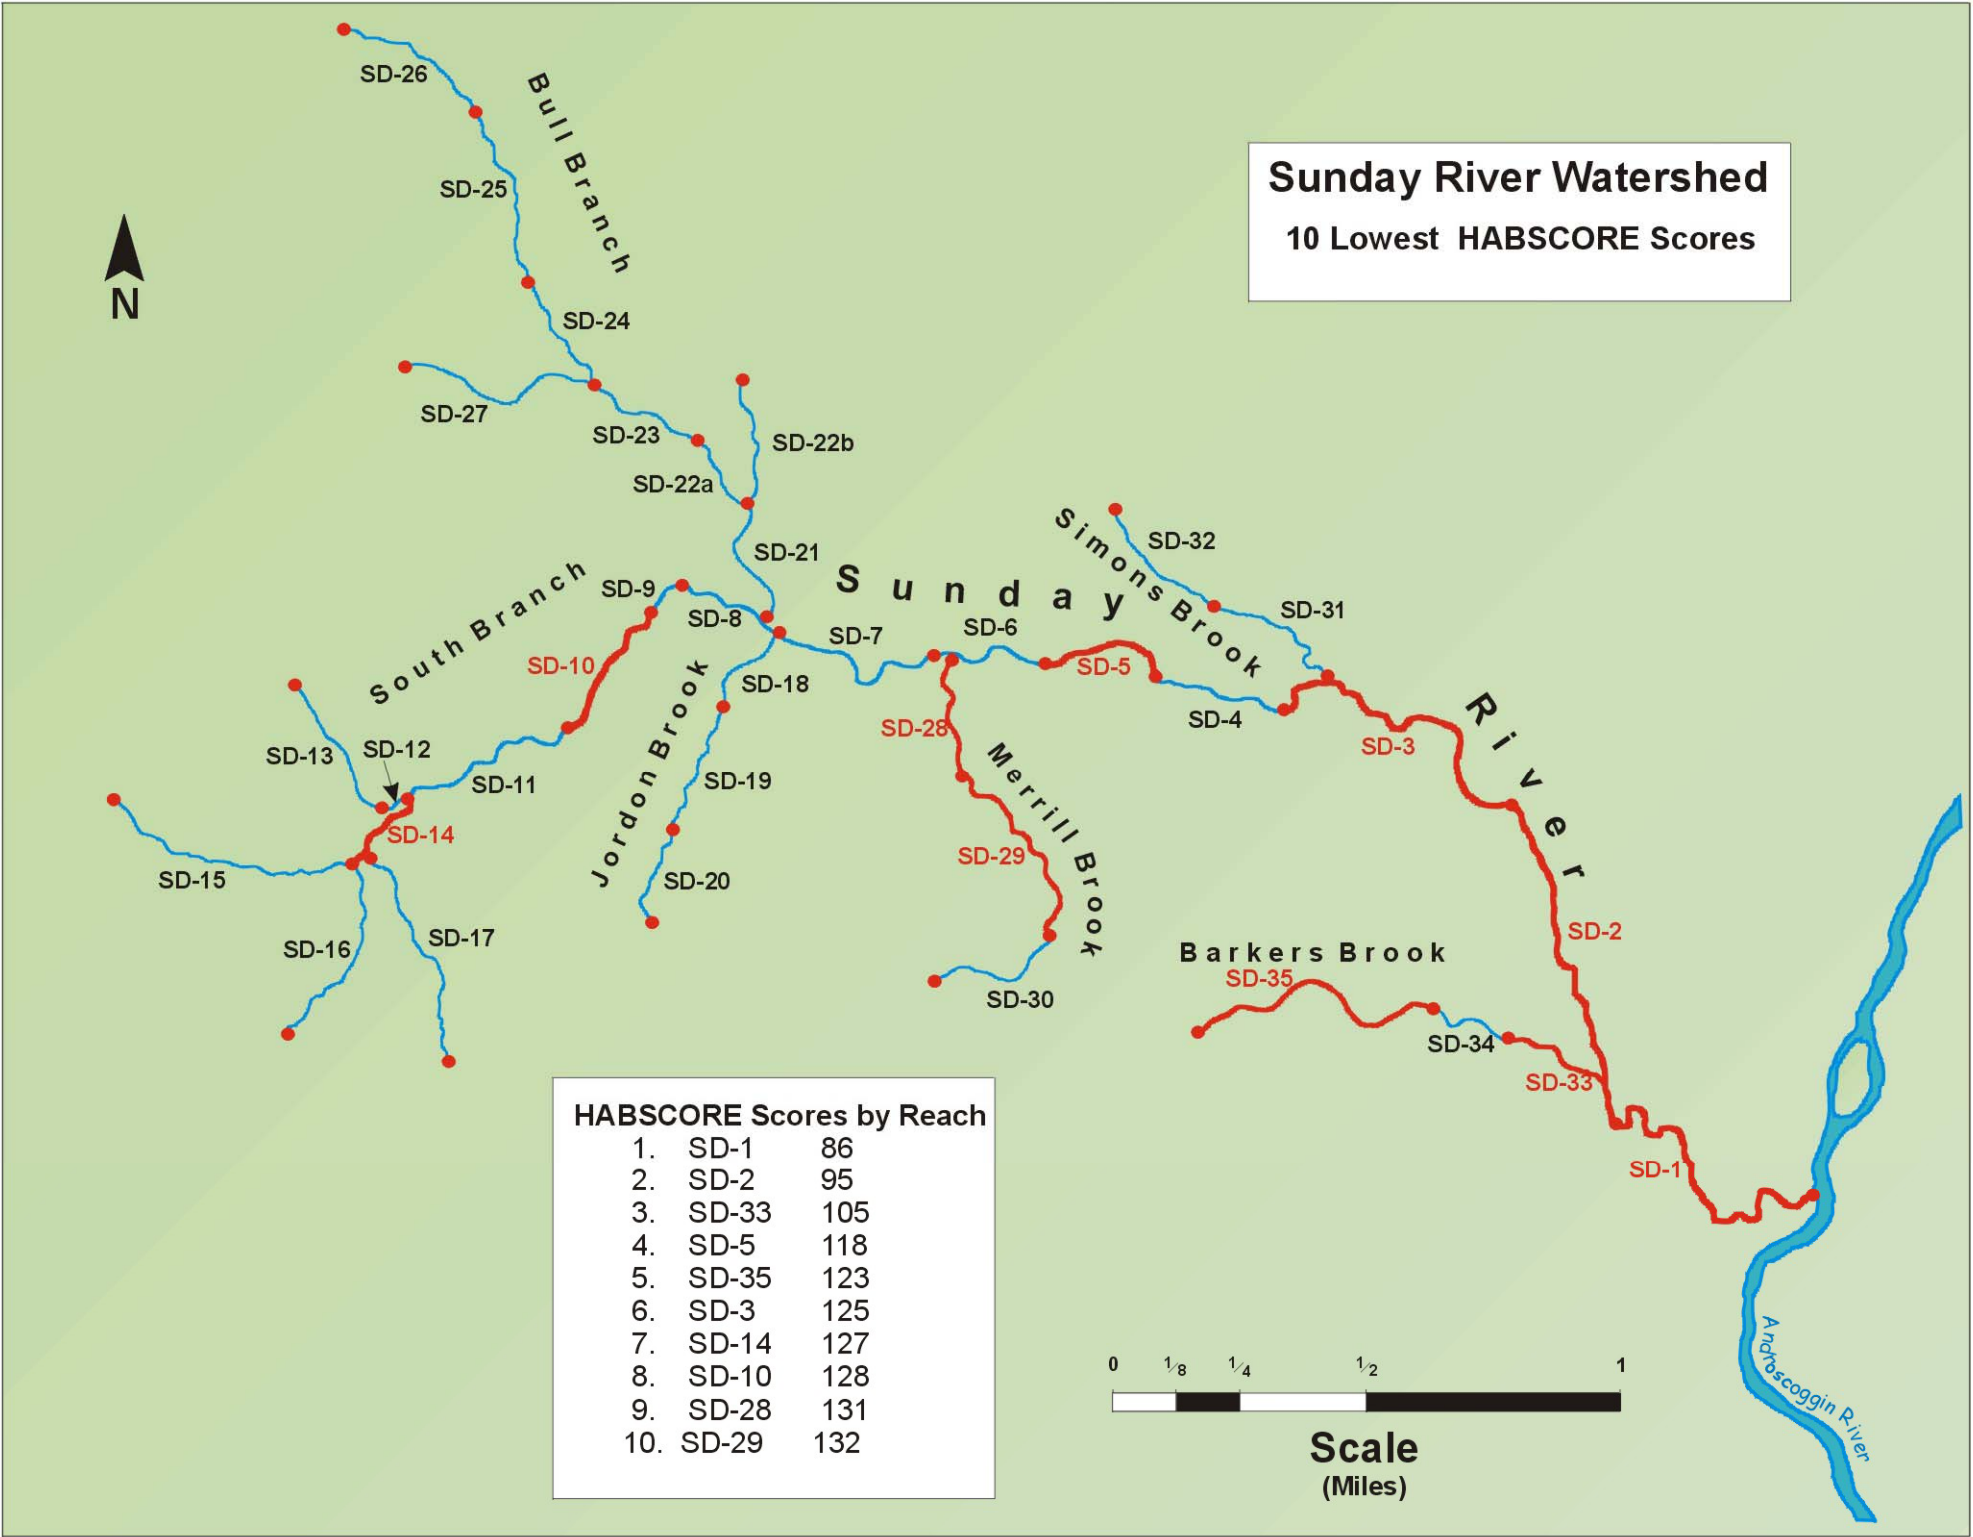 SD-26
Bull Branch
Sunday River Watershed
10 Lowest HABSCORE Scores
SD-25
N
SD-24
SD-27
SD-23
SD-22b
SD-22a
SD-21
Simons Brook
SD-32
South Branch
SD-9
SD-8
Sunday River
SD-7
SD-6
SD-31
SD-10
SD-5
SD-18
SD-28
SD-4
SD-3
Jordon Brook
SD-13
SD-12
SD-11
SD-19
Merrill Brook
SD-14
SD-29
SD-15
SD-20
SD-16
SD-17
SD-2
Barkers Brook
SD-35
SD-30
SD-34
SD-33
SD-1
HABSCORE Scores by Reach
1. SD-1 86
2. SD-2 95
3. SD-33 105
4. SD-5 118
5. SD-35 123
6. SD-3 125
7. SD-14 127
8. SD-10 128
9. SD-28 131
10. SD-29 132
0 1/8 1/4 1/2 1
Scale
(Miles)
Androscoggin River